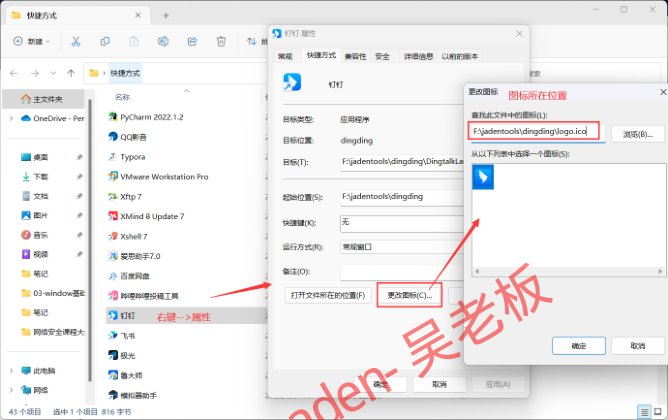 快捷方式
新建
排
快捷方式
搜索
主文件夹
OneDrive - Per
桌面
下载
文档
图片
音乐
视频
笔记
03-window基础
笔记
网络安全课程大
此电脑
网络
名称
PyCharm 2022.1.2
QQ影音
Typora
VMware Workstation Pro
Xftp 7
XMind 8 Update 7
Xshell 7
爱思助手7.0
百度网盘
哔哩哔哩投稿工具
钉钉
右键-->属性
飞书
极光
鲁大师
模拟器助手
43 个项目
选中 1 个项目 816 字节
钉钉 属性
常规
快捷方式
兼容性
安全
详细信息
以前的版本
钉钉
目标类型:
应用程序
目标位置:
dingding
目标(T):
F:\jadentools\dingding\DingtalkLa
起始位置(S):
F:\jadentools\dingding
快捷键(K):
无
运行方式(R):
常规窗口
备注(O):
打开文件所在的位置(F)
更改图标(C)...
确定
取消
应用(A)
更改图标
图标所在位置
查找此文件中的图标(L):
F:\jadentools\dingding\logo.ico
浏览(B)...
从以下列表中选择一个图标(S):
确定
取消
aden- 吴老板